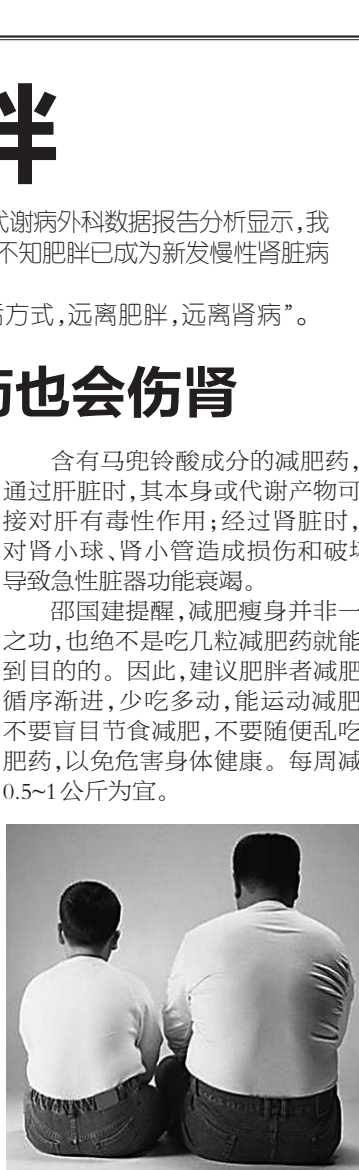 胖
代谢病外科数据报告分析显示,我
不知肥胖已成为新发慢性肾脏病
活方式,远离肥胖,远离肾病”。
药也会伤肾
含有马兜铃酸成分的减肥药,
通过肝脏时,其本身或代谢产物可
接对肝有毒性作用;经过肾脏时,
对肾小球、肾小管造成损伤和破坏
导致急性脏器功能衰竭。
邵国建提醒,减肥瘦身并非一
之功,也绝不是吃几粒减肥药就能
到目的的。因此,建议肥胖者减肥
循序渐进,少吃多动,能运动减肥
不要盲目节食减肥,不要随便乱吃
肥药,以免危害身体健康。每周减
0.5~1公斤为宜。